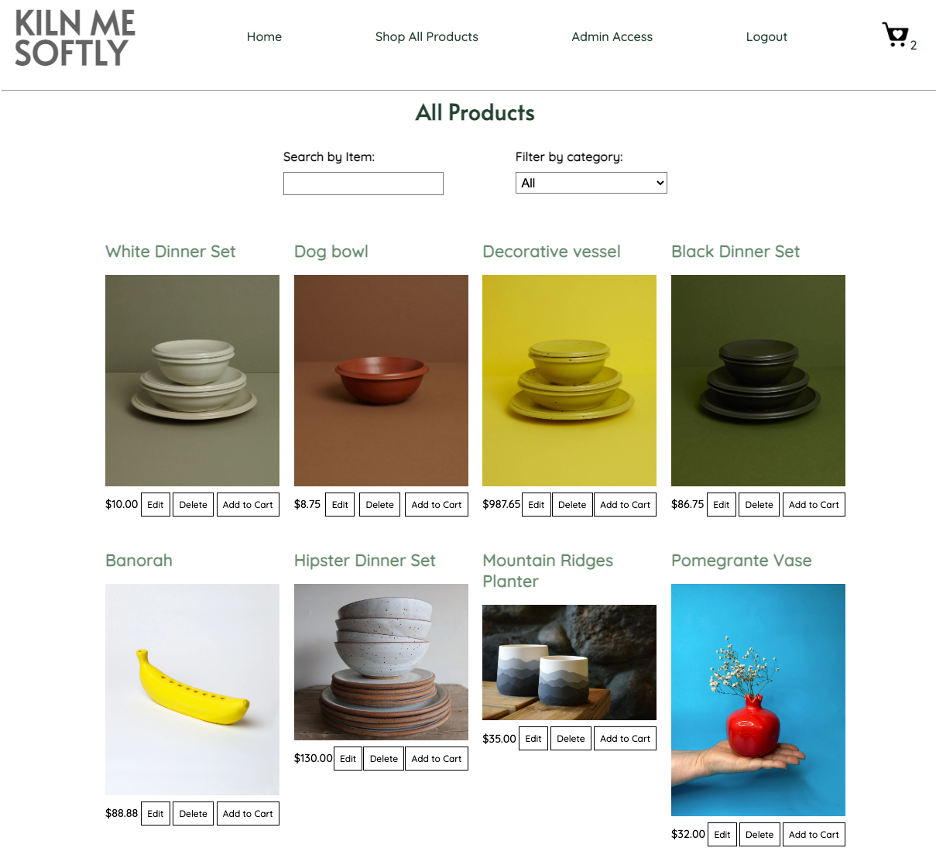 KILN ME
SOFTLY
Home
Shop All Products
Admin Access
Logout
2
All Products
Search by Item:
Filter by category:
All
White Dinner Set
Dog bowl
Decorative vessel
Black Dinner Set
$10.00 Edit Delete Add to Cart
$8.75 Edit Delete Add to Cart
$987.65 Edit Delete Add to Cart
$86.75 Edit Delete Add to Cart
Banorah
Hipster Dinner Set
Mountain Ridges
Planter
Pomegrante Vase
$88.88 Edit Delete Add to Cart
$130.00 Edit Delete Add to Cart
$35.00 Edit Delete Add to Cart
$32.00 Edit Delete Add to Cart